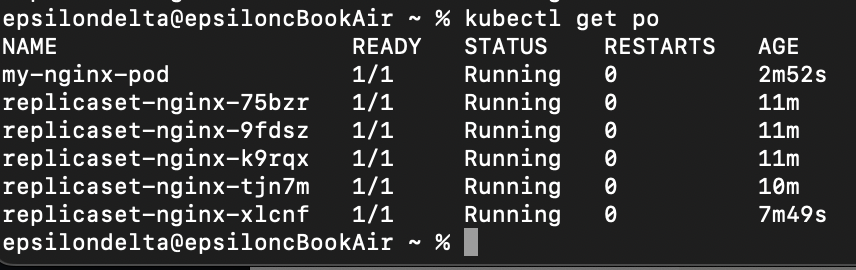 epsilondelta@epsiloncBookAir ~ % kubectl get po
NAME READY STATUS RESTARTS AGE
my-nginx-pod 1/1 Running 0 2m52s
replicaset-nginx-75bzr 1/1 Running 0 11m
replicaset-nginx-9fdsz 1/1 Running 0 11m
replicaset-nginx-k9rqx 1/1 Running 0 11m
replicaset-nginx-tjn7m 1/1 Running 0 10m
replicaset-nginx-xlcnf 1/1 Running 0 7m49s
epsilondelta@epsiloncBookAir ~ %